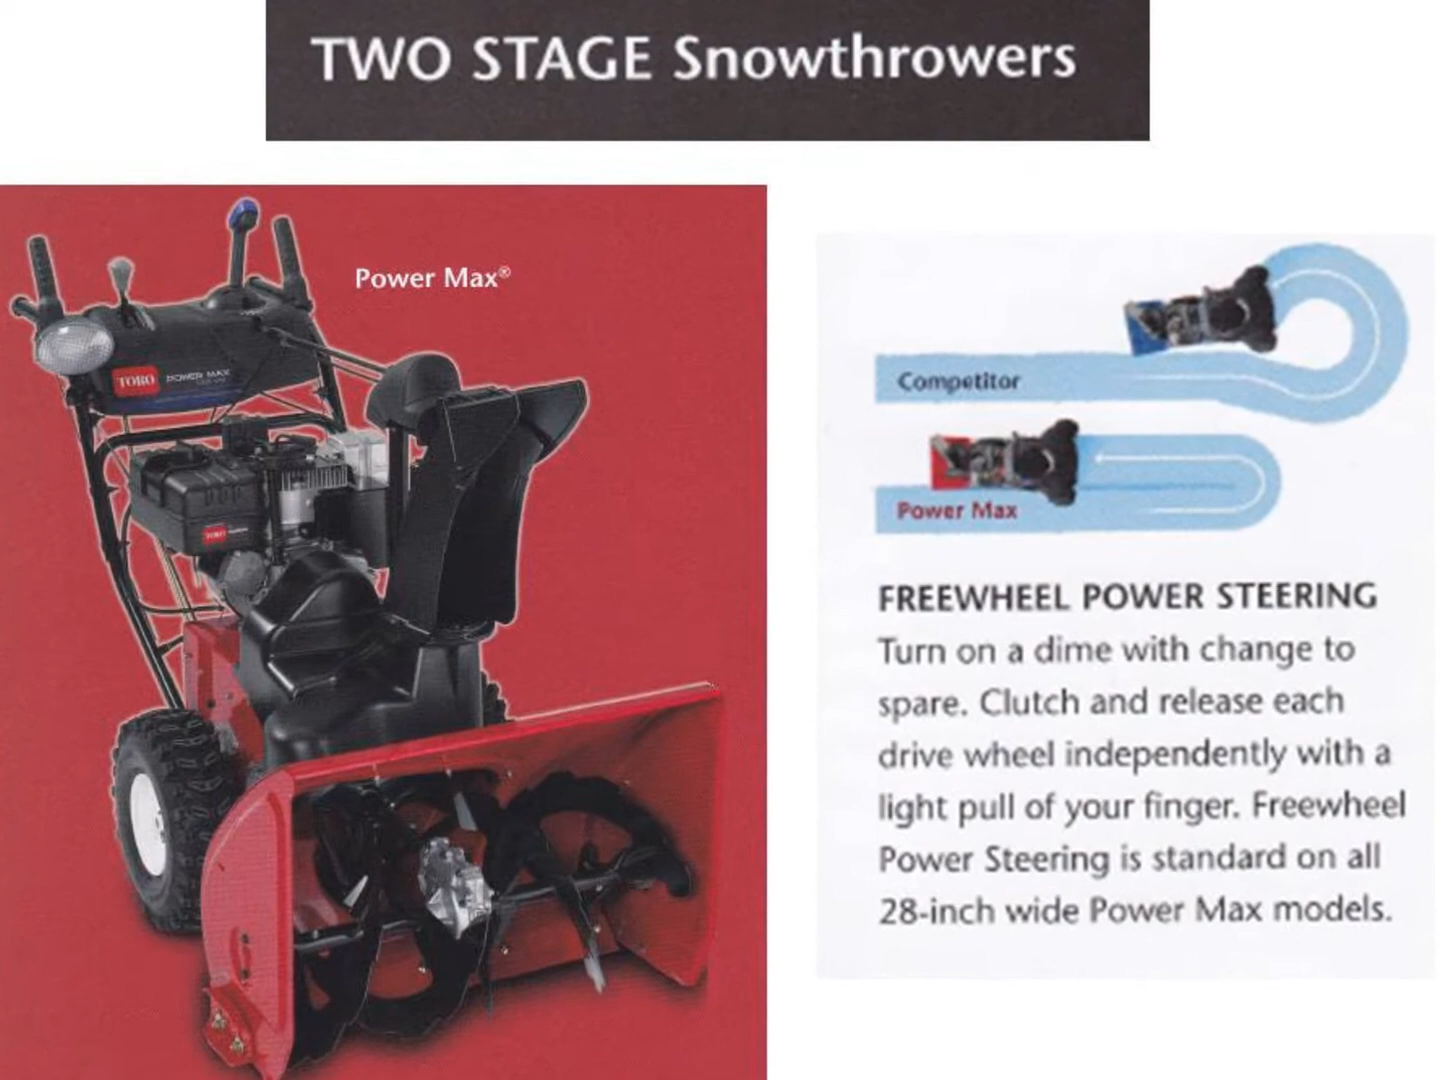 TWO STAGE Snowthrowers
Power Max®
TORO POWER MAX
TORO
Competitor
Power Max
FREEWHEEL POWER STEERING
Turn on a dime with change to
spare. Clutch and release each
drive wheel independently with a
light pull of your finger. Freewheel
Power Steering is standard on all
28-inch wide Power Max models.